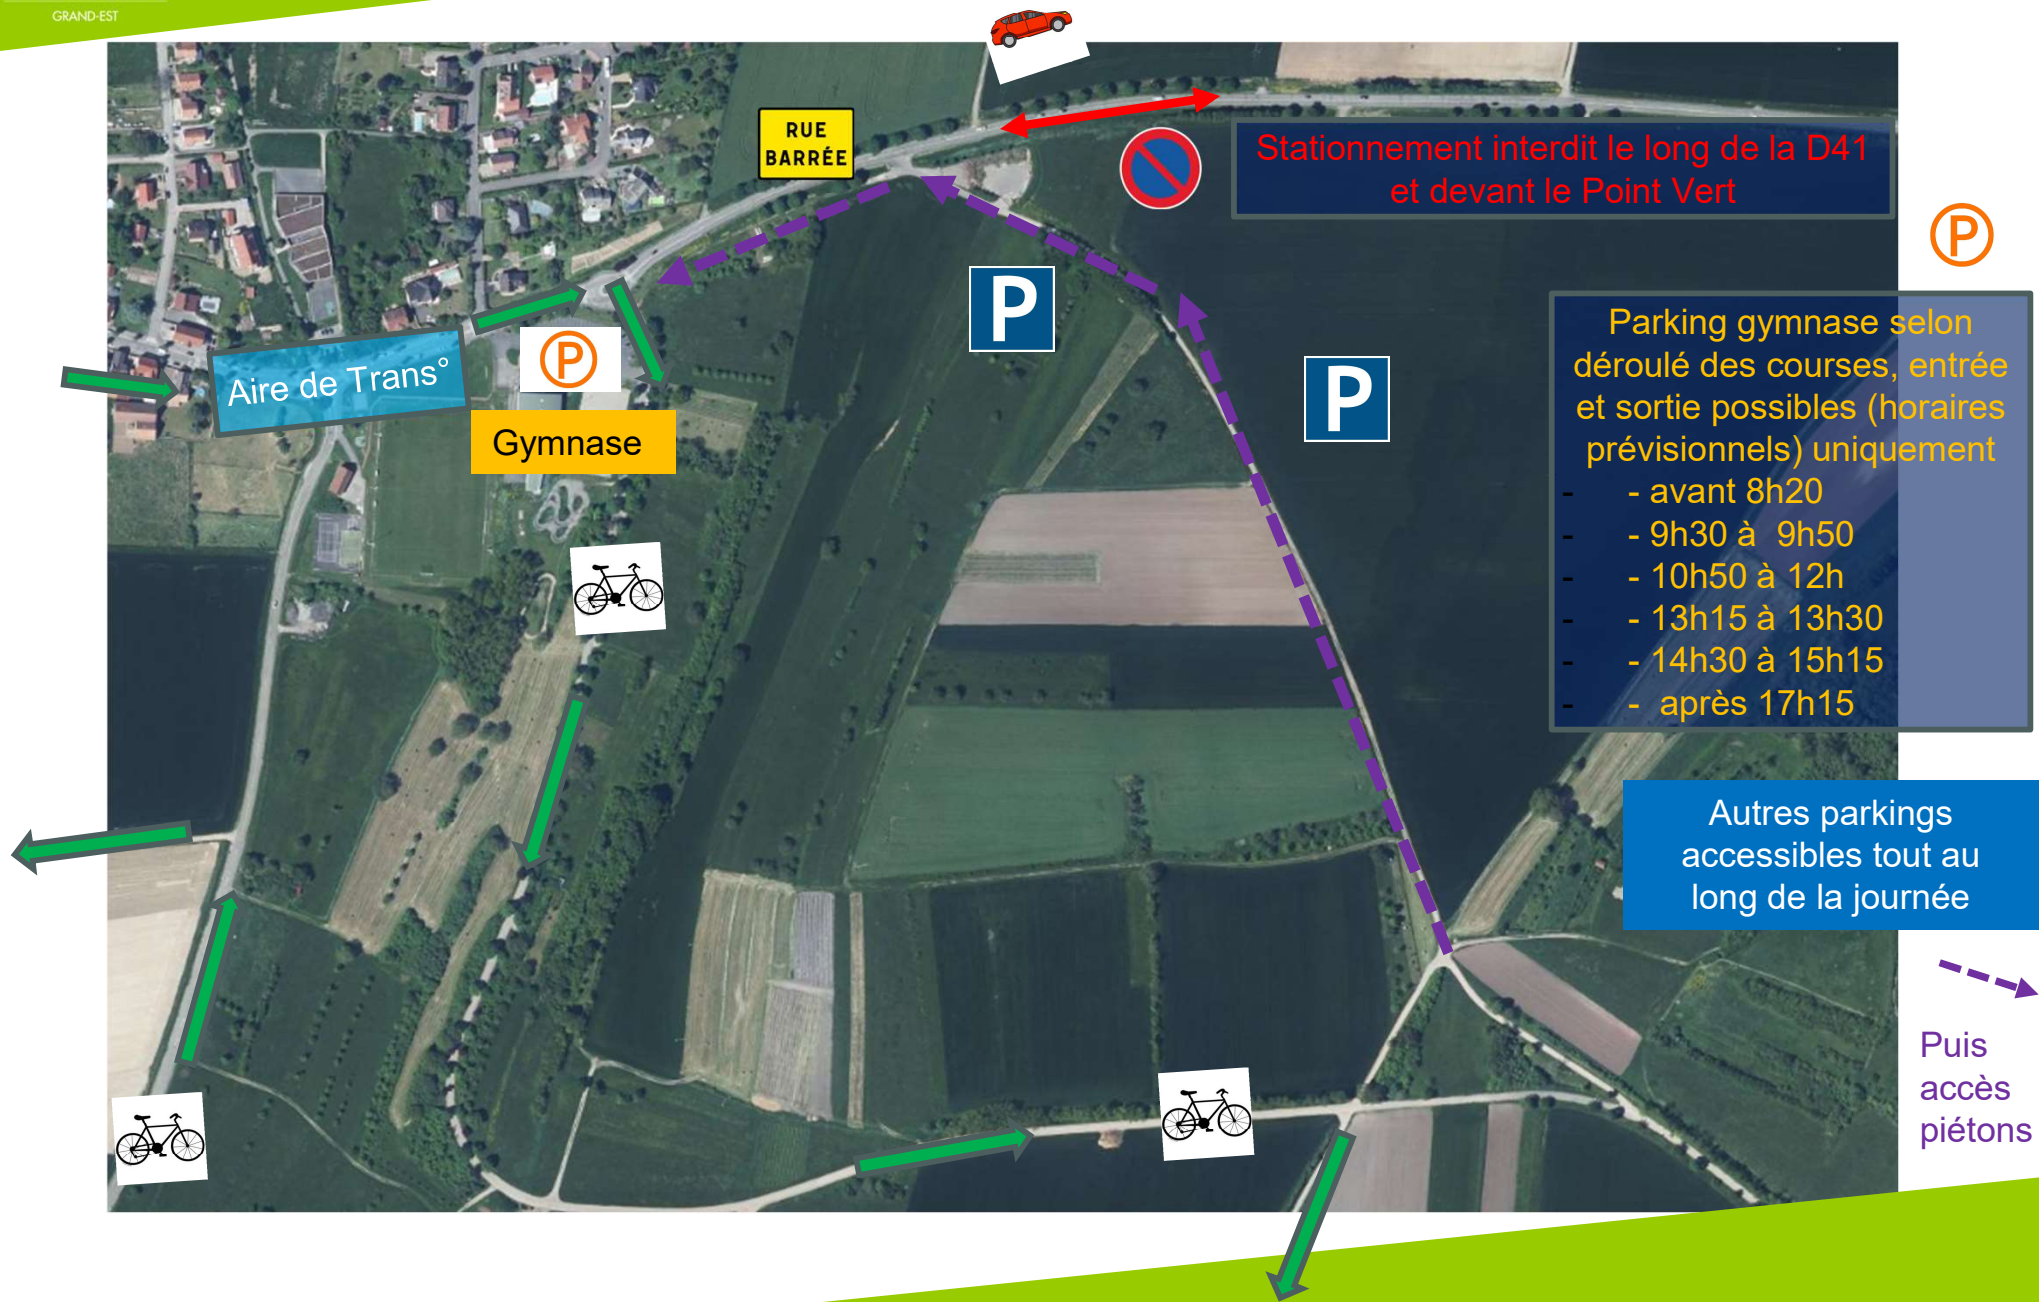 GRAND-EST
RUE
BARRÉE
Stationnement interdit le long de la D41
et devant le Point Vert
P
P
P
P
Aire de Trans°
Gymnase
Parking gymnase selon
déroulé des courses, entrée
et sortie possibles (horaires
prévisionnels) uniquement
- - avant 8h20
- - 9h30 à 9h50
- - 10h50 à 12h
- - 13h15 à 13h30
- - 14h30 à 15h15
- - après 17h15
Autres parkings
accessibles tout au
long de la journée
Puis
accès
piétons